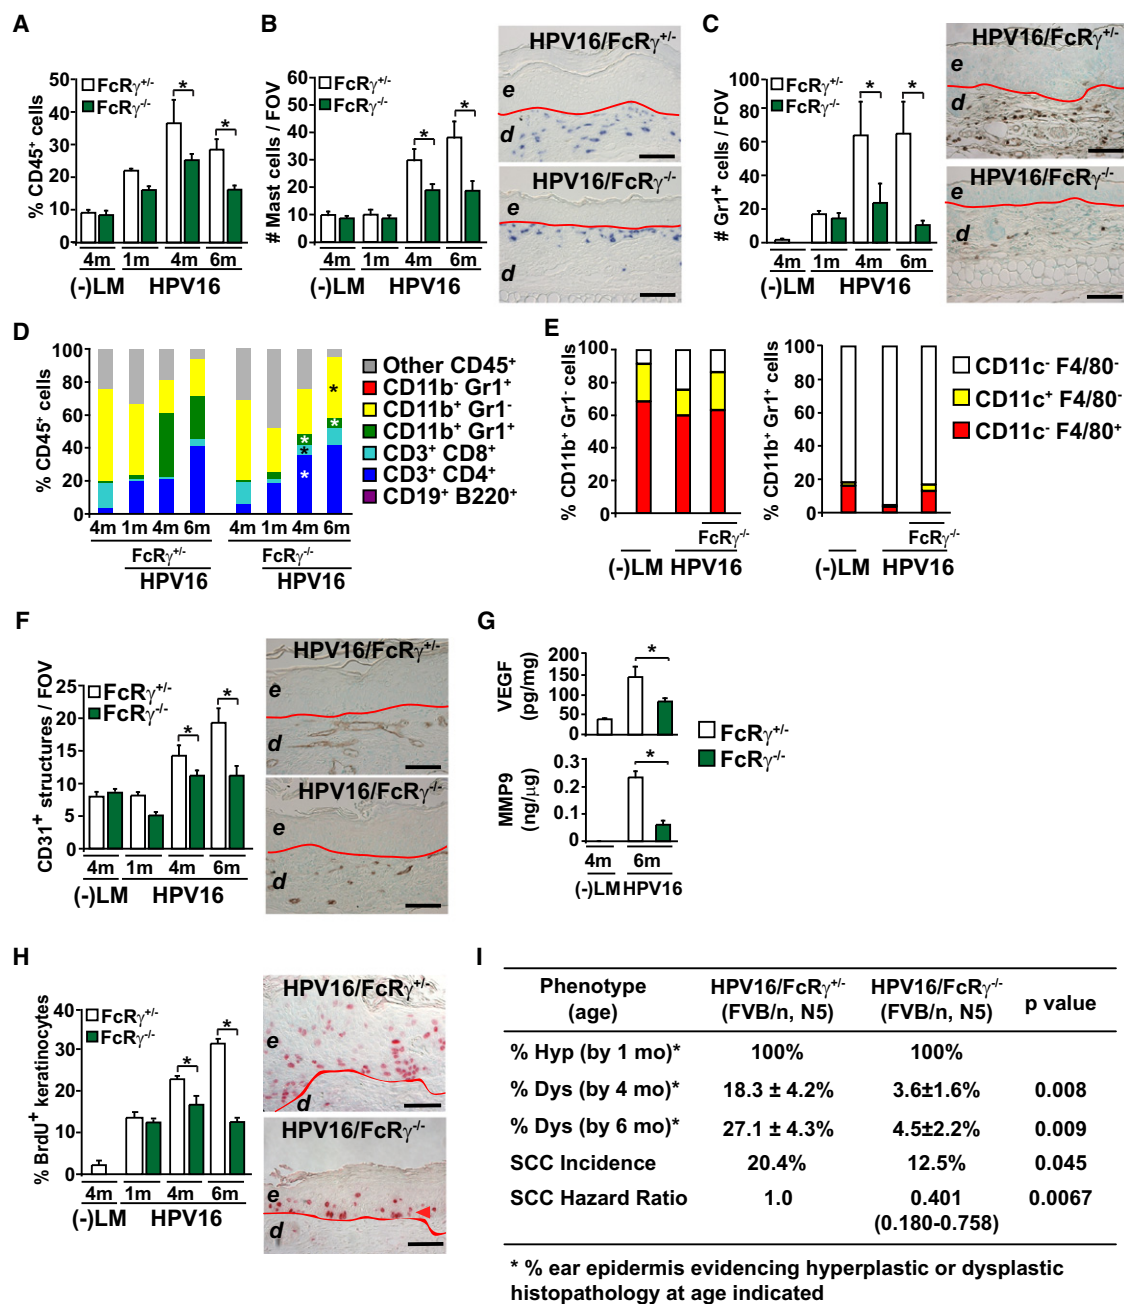 A
% CD45⁺ cells
50
40
30
20
10
0
FcRγ⁺/⁻
FcRγ⁻/⁻
*
*
4m 1m 4m 6m
(-)LM HPV16
B
# Mast cells / FOV
60
50
40
30
20
10
0
FcRγ⁺/⁻
FcRγ⁻/⁻
*
*
4m 1m 4m 6m
(-)LM HPV16
HPV16/FcRγ⁺/⁻
e
d
HPV16/FcRγ⁻/⁻
e
d
C
# Gr1⁺ cells / FOV
100
80
60
40
20
0
FcRγ⁺/⁻
FcRγ⁻/⁻
*
*
4m 1m 4m 6m
(-)LM HPV16
HPV16/FcRγ⁺/⁻
e
d
HPV16/FcRγ⁻/⁻
e
d
D
% CD45⁺ cells
100
80
60
40
20
0
*
*
*
*
*
4m 1m 4m 6m 4m 1m 4m 6m
FcRγ⁺/⁻ FcRγ⁻/⁻
HPV16 HPV16
Other CD45⁺
CD11b⁻ Gr1⁺
CD11b⁺ Gr1⁻
CD11b⁺ Gr1⁺
CD3⁺ CD8⁺
CD3⁺ CD4⁺
CD19⁺ B220⁺
E
% CD11b⁺ Gr1⁻ cells
100
80
60
40
20
0
FcRγ⁻/⁻
(-)LM HPV16
% CD11b⁺ Gr1⁺ cells
100
80
60
40
20
0
FcRγ⁻/⁻
(-)LM HPV16
CD11c⁻ F4/80⁻
CD11c⁺ F4/80⁻
CD11c⁻ F4/80⁺
F
CD31⁺ structures / FOV
25
20
15
10
5
0
FcRγ⁺/⁻
FcRγ⁻/⁻
*
*
4m 1m 4m 6m
(-)LM HPV16
HPV16/FcRγ⁺/⁻
e
d
HPV16/FcRγ⁻/⁻
e
d
G
VEGF
(pg/mg)
200
150
100
50
0
*
MMP9
(ng/µg)
0.3
0.2
0.1
0
*
4m 6m
(-)LM HPV16
FcRγ⁺/⁻
FcRγ⁻/⁻
H
% BrdU⁺ keratinocytes
40
30
20
10
0
FcRγ⁺/⁻
FcRγ⁻/⁻
*
*
4m 1m 4m 6m
(-)LM HPV16
HPV16/FcRγ⁺/⁻
e
d
HPV16/FcRγ⁻/⁻
e
d
I
Phenotype (age) HPV16/FcRγ⁺/⁻ (FVB/n, N5) HPV16/FcRγ⁻/⁻ (FVB/n, N5) p value
% Hyp (by 1 mo)* 100% 100%
% Dys (by 4 mo)* 18.3 ± 4.2% 3.6±1.6% 0.008
% Dys (by 6 mo)* 27.1 ± 4.3% 4.5±2.2% 0.009
SCC Incidence 20.4% 12.5% 0.045
SCC Hazard Ratio 1.0 0.401 (0.180-0.758) 0.0067
* % ear epidermis evidencing hyperplastic or dysplastic
histopathology at age indicated